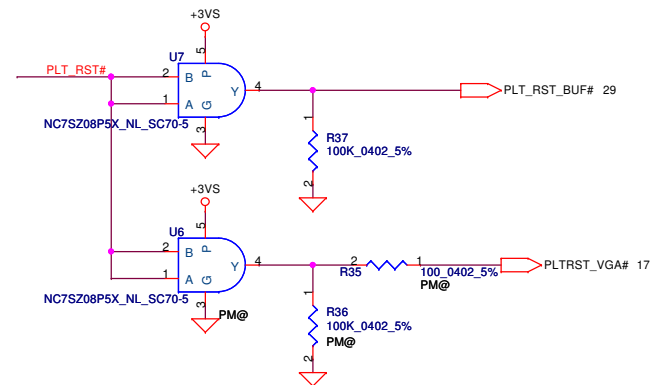 +3VS
5
U7
PLT_RST#
2
B
P
Y
4
PLT_RST_BUF# 29
1
A
G
NC7SZ08P5X_NL_SC70-5
3
1
R37
100K_0402_5%
2
+3VS
5
U6
2
B
P
Y
4
2
R35
1
100_0402_5%
PM@
PLTRST_VGA# 17
1
A
G
NC7SZ08P5X_NL_SC70-5
3
PM@
1
R36
100K_0402_5%
PM@
2